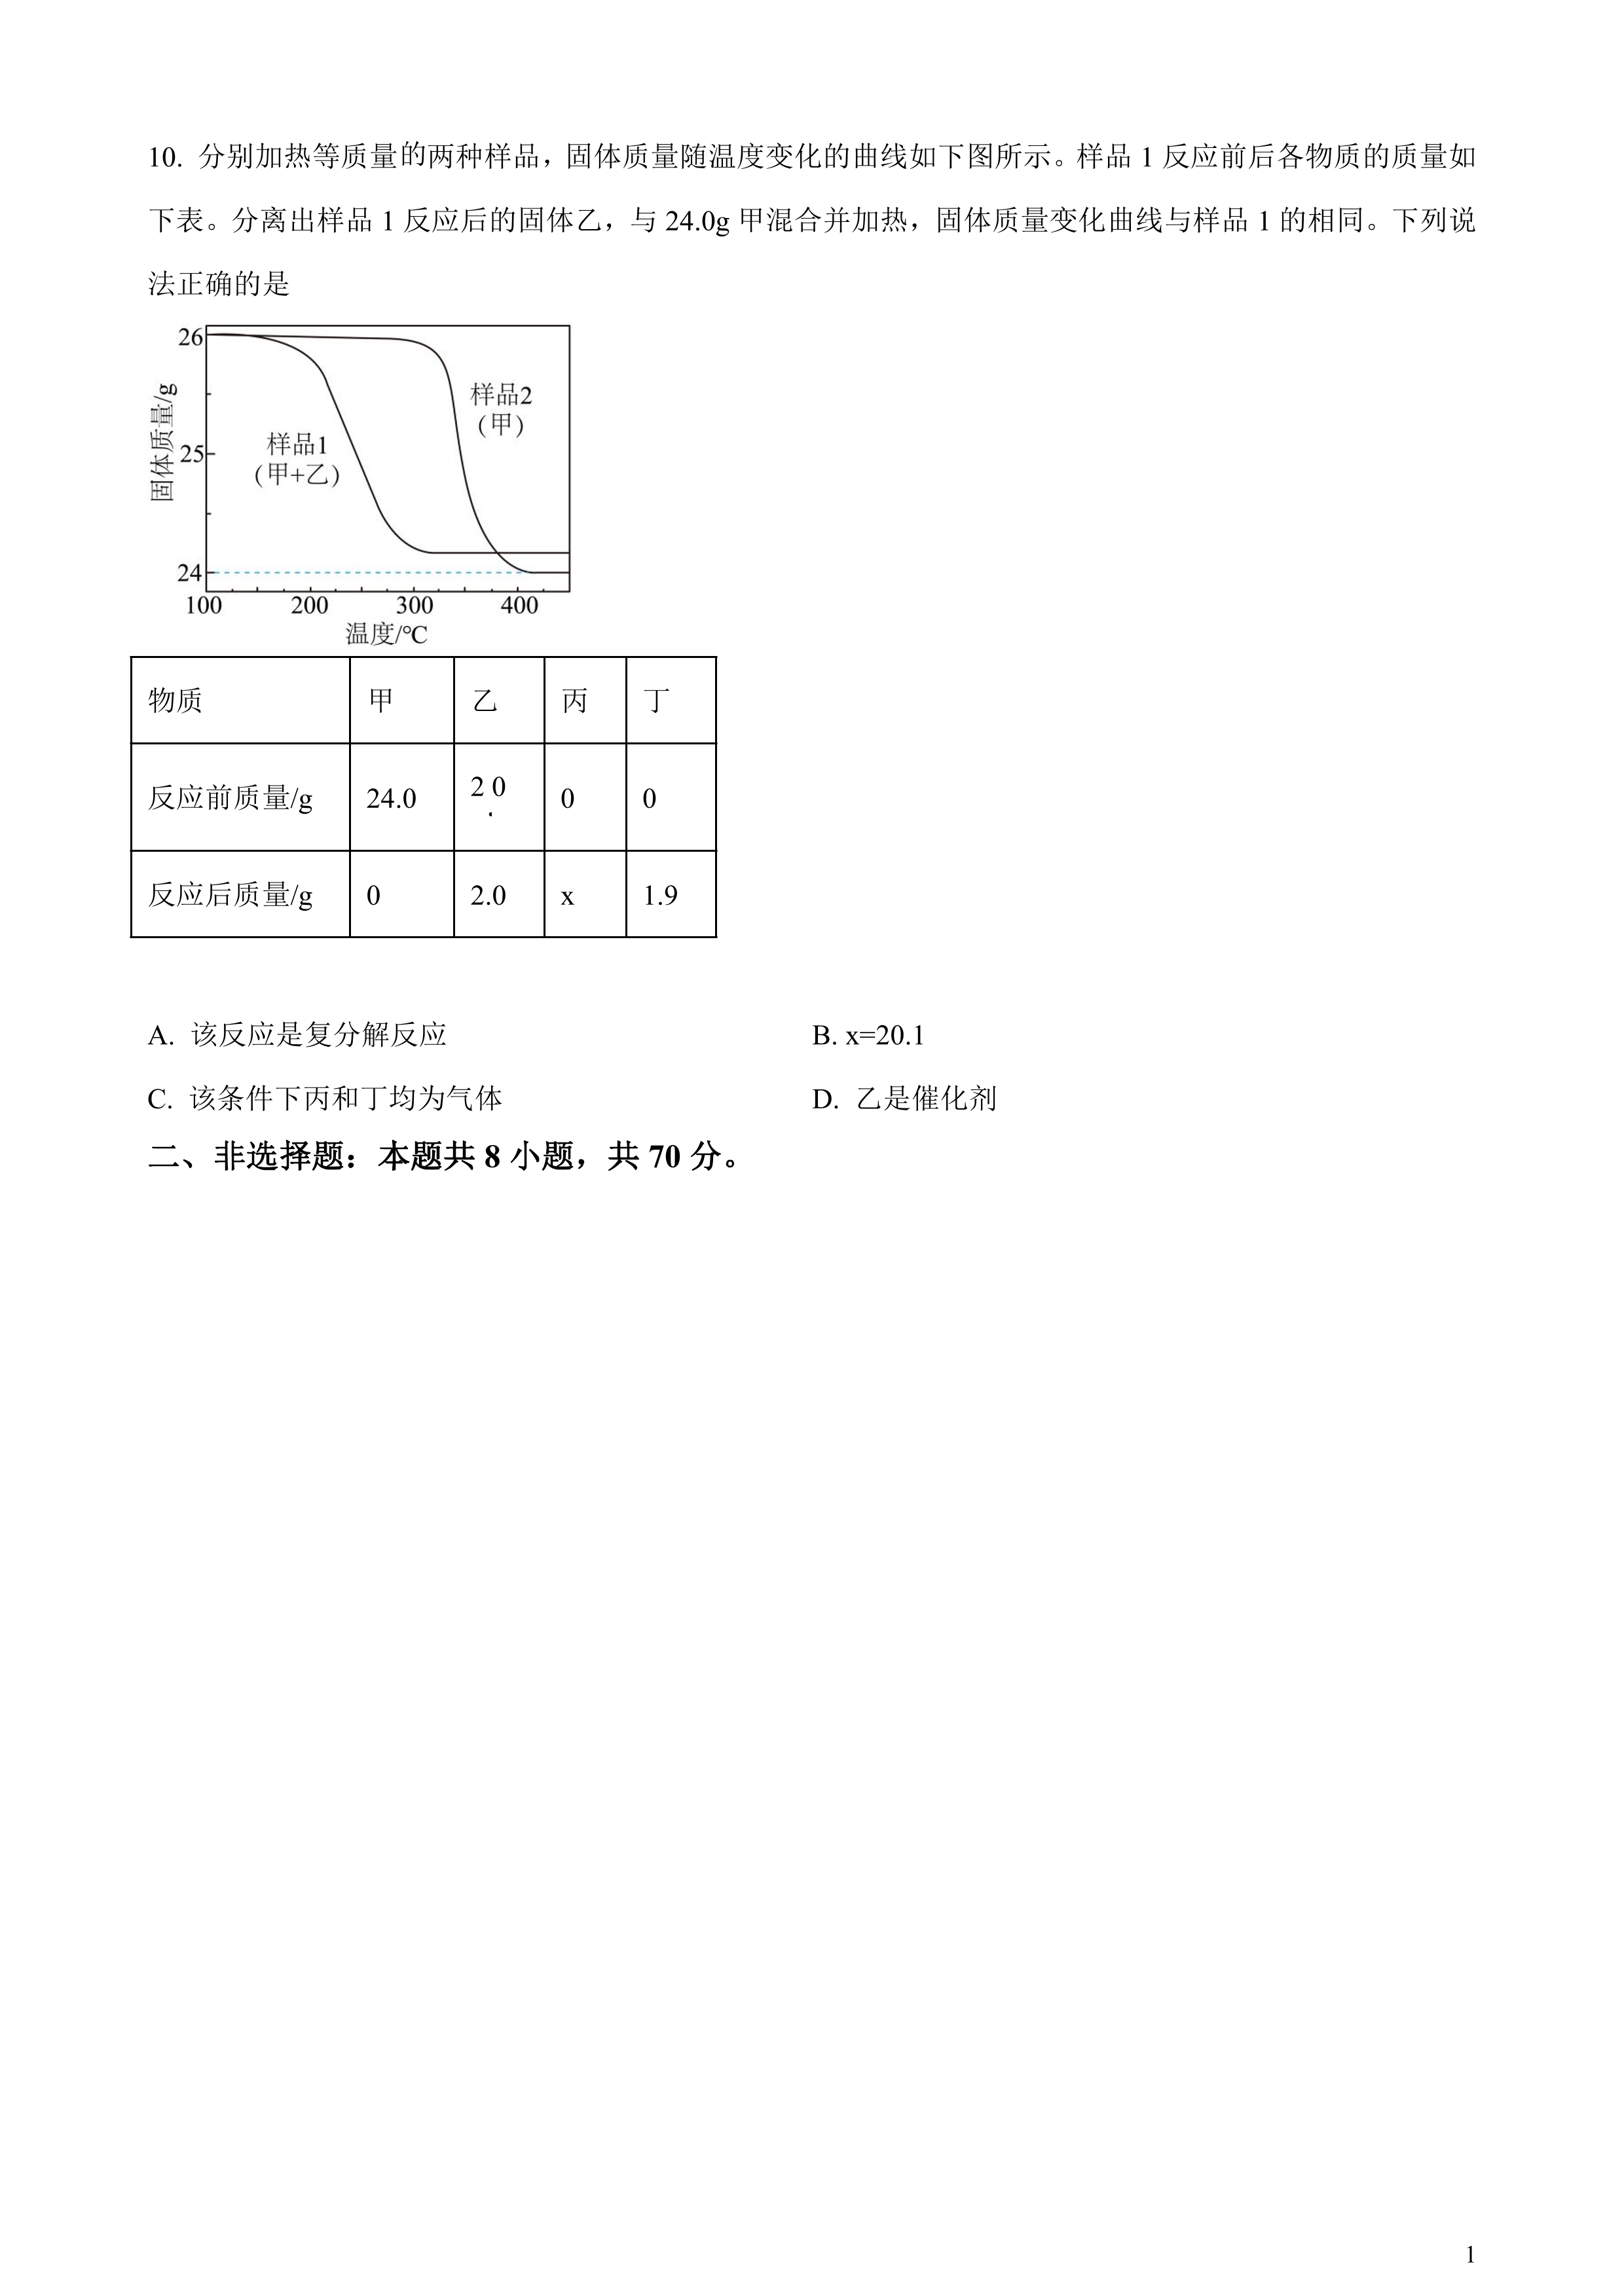 10. 分别加热等质量的两种样品，固体质量随温度变化的曲线如下图所示。样品 1 反应前后各物质的质量如
下表。分离出样品 1 反应后的固体乙，与 24.0g 甲混合并加热，固体质量变化曲线与样品 1 的相同。下列说
法正确的是
26
25
24
固体质量/g
样品1
（甲+乙）
样品2
（甲）
100 200 300 400
温度/℃
物质 甲 乙 丙 丁
反应前质量/g 24.0 2.0 0 0
反应后质量/g 0 2.0 x 1.9
A. 该反应是复分解反应 B. x=20.1
C. 该条件下丙和丁均为气体 D. 乙是催化剂
二、非选择题：本题共 8 小题，共 70 分。
1